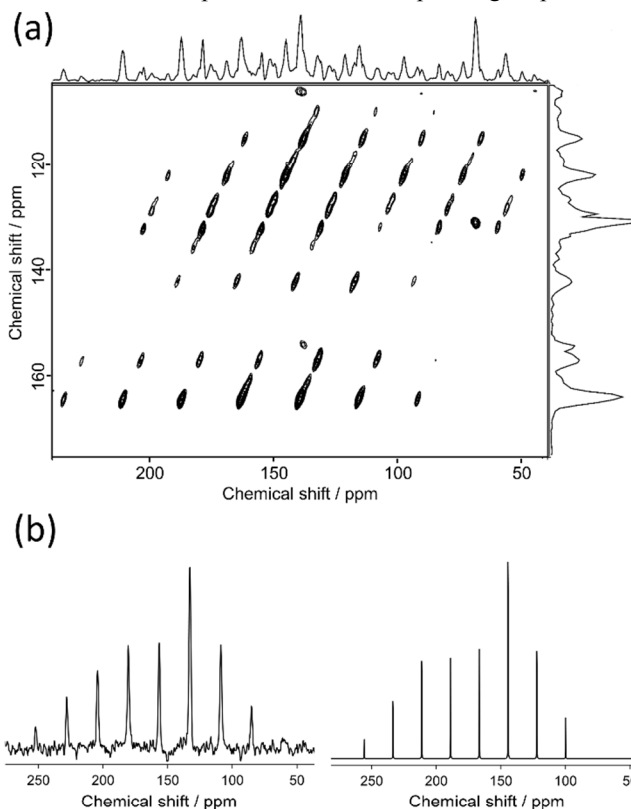 (a)
120
140
160
Chemical shift / ppm
200 150 100 50
Chemical shift / ppm
(b)
250 200 150 100 50
Chemical shift / ppm
250 200 150 100
Chemical shift / ppm